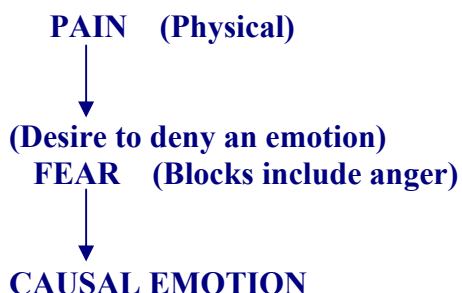 PAIN (Physical)
(Desire to deny an emotion)
FEAR (Blocks include anger)
CAUSAL EMOTION